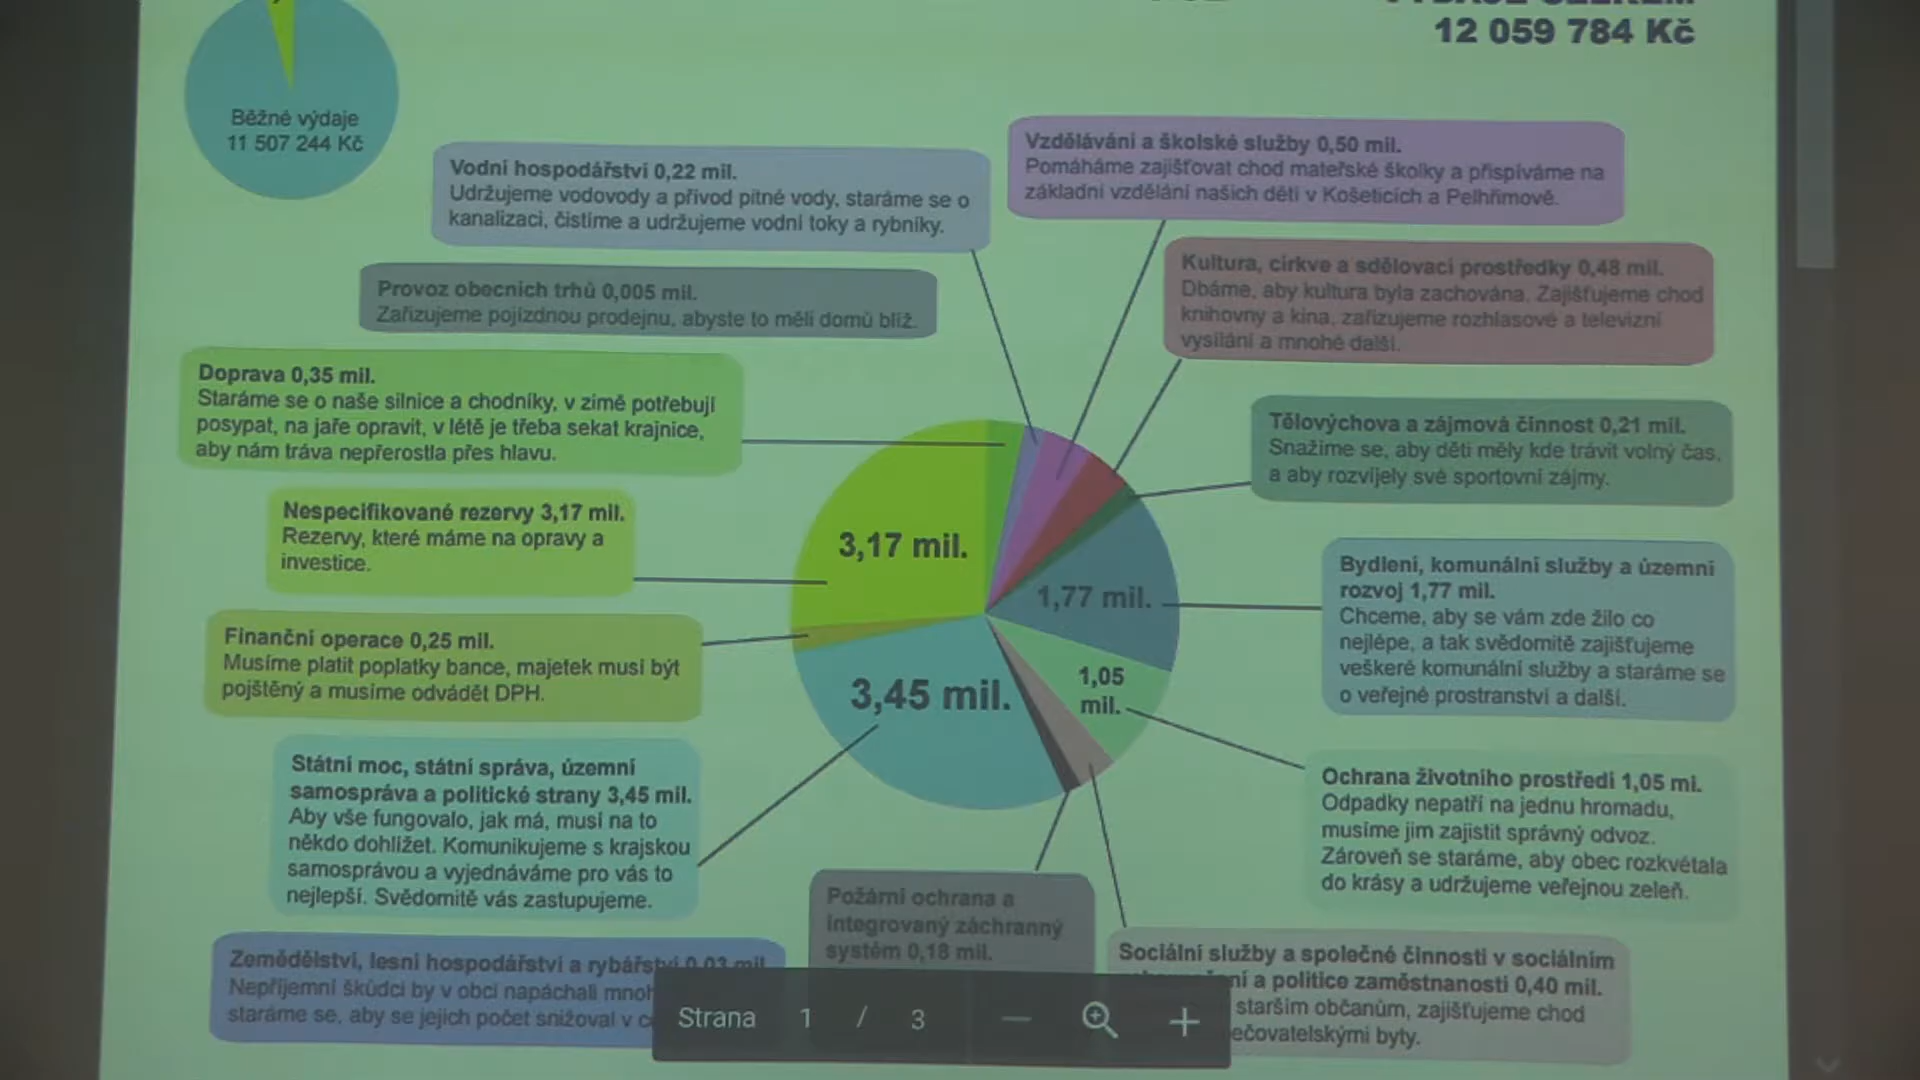 12 059 784 Kč
Běžné výdaje
11 507 244 Kč
Vodní hospodářství 0,22 mil.
Udržujeme vodovody a přívod pitné vody, staráme se o
kanalizaci, čistíme a udržujeme vodní toky a rybníky.
Vzdělávání a školské služby 0,50 mil.
Pomáháme zajišťovat chod mateřské školky a přispíváme na
základní vzdělání našich dětí v Košeticích a Pelhřimově.
Provoz obecních trhů 0,005 mil.
Zařizujeme pojízdnou prodejnu, abyste to měli domů blíž.
Kultura, církve a sdělovací prostředky 0,48 mil.
Dbáme, aby kultura byla zachována. Zajišťujeme chod
knihovny a kina, zařizujeme rozhlasové a televizní
vysílání a mnohé další.
Doprava 0,35 mil.
Staráme se o naše silnice a chodníky, v zimě potřebují
posypat, na jaře opravit, v létě je třeba sekat krajnice,
aby nám tráva nepřerostla přes hlavu.
Tělovýchova a zájmová činnost 0,21 mil.
Snažíme se, aby děti měly kde trávit volný čas,
a aby rozvíjely své sportovní zájmy.
Nespecifikované rezervy 3,17 mil.
Rezervy, které máme na opravy a
investice.
3,17 mil.
1,77 mil.
Bydlení, komunální služby a územní
rozvoj 1,77 mil.
Chceme, aby se vám zde žilo co
nejlépe, a tak svědomitě zajišťujeme
veškeré komunální služby a staráme se
o veřejné prostranství a další.
Finanční operace 0,25 mil.
Musíme platit poplatky bance, majetek musí být
pojištěný a musíme odvádět DPH.
3,45 mil.
1,05
mil.
Státní moc, státní správa, územní
samospráva a politické strany 3,45 mil.
Aby vše fungovalo, jak má, musí na to
někdo dohlížet. Komunikujeme s krajskou
samosprávou a vyjednáváme pro vás to
nejlepší. Svědomitě vás zastupujeme.
Ochrana životního prostředí 1,05 mi.
Odpadky nepatří na jednu hromadu,
musíme jim zajistit správný odvoz.
Zároveň se staráme, aby obec rozkvétala
do krásy a udržujeme veřejnou zeleň.
Požární ochrana a
integrovaný záchranný
systém 0,18 mil.
Zemědělství, lesní hospodářství a rybářství 0,03 mil
Nepříjemní škůdci by v obci napáchali mnoh
staráme se, aby se jejich počet snižoval v c
Sociální služby a společné činnosti v sociálním
ní a politice zaměstnanosti 0,40 mil.
starším občanům, zajišťujeme chod
ečovatelskými byty.
Strana 1 / 3